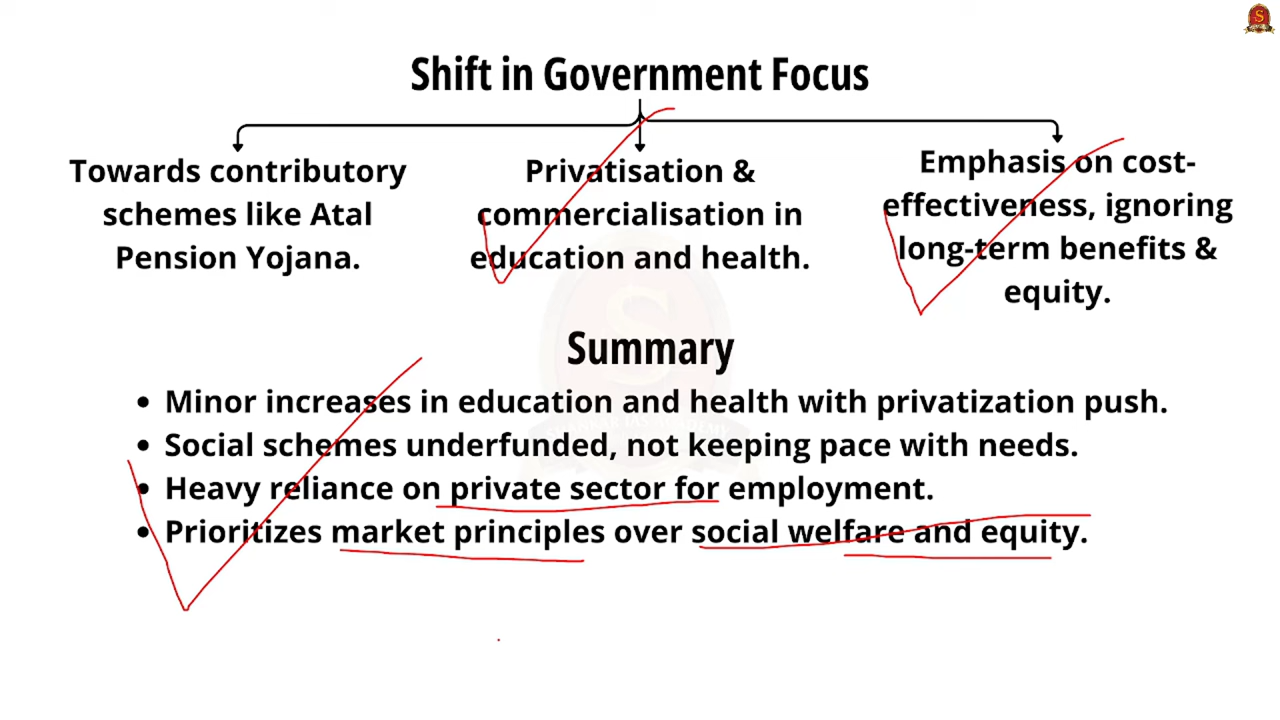 Shift in Government Focus
Towards contributory
schemes like Atal
Pension Yojana.
Privatisation &
commercialisation in
education and health.
Emphasis on cost-
effectiveness, ignoring
long-term benefits &
equity.
Summary
• Minor increases in education and health with privatization push.
• Social schemes underfunded, not keeping pace with needs.
• Heavy reliance on private sector for employment.
• Prioritizes market principles over social welfare and equity.